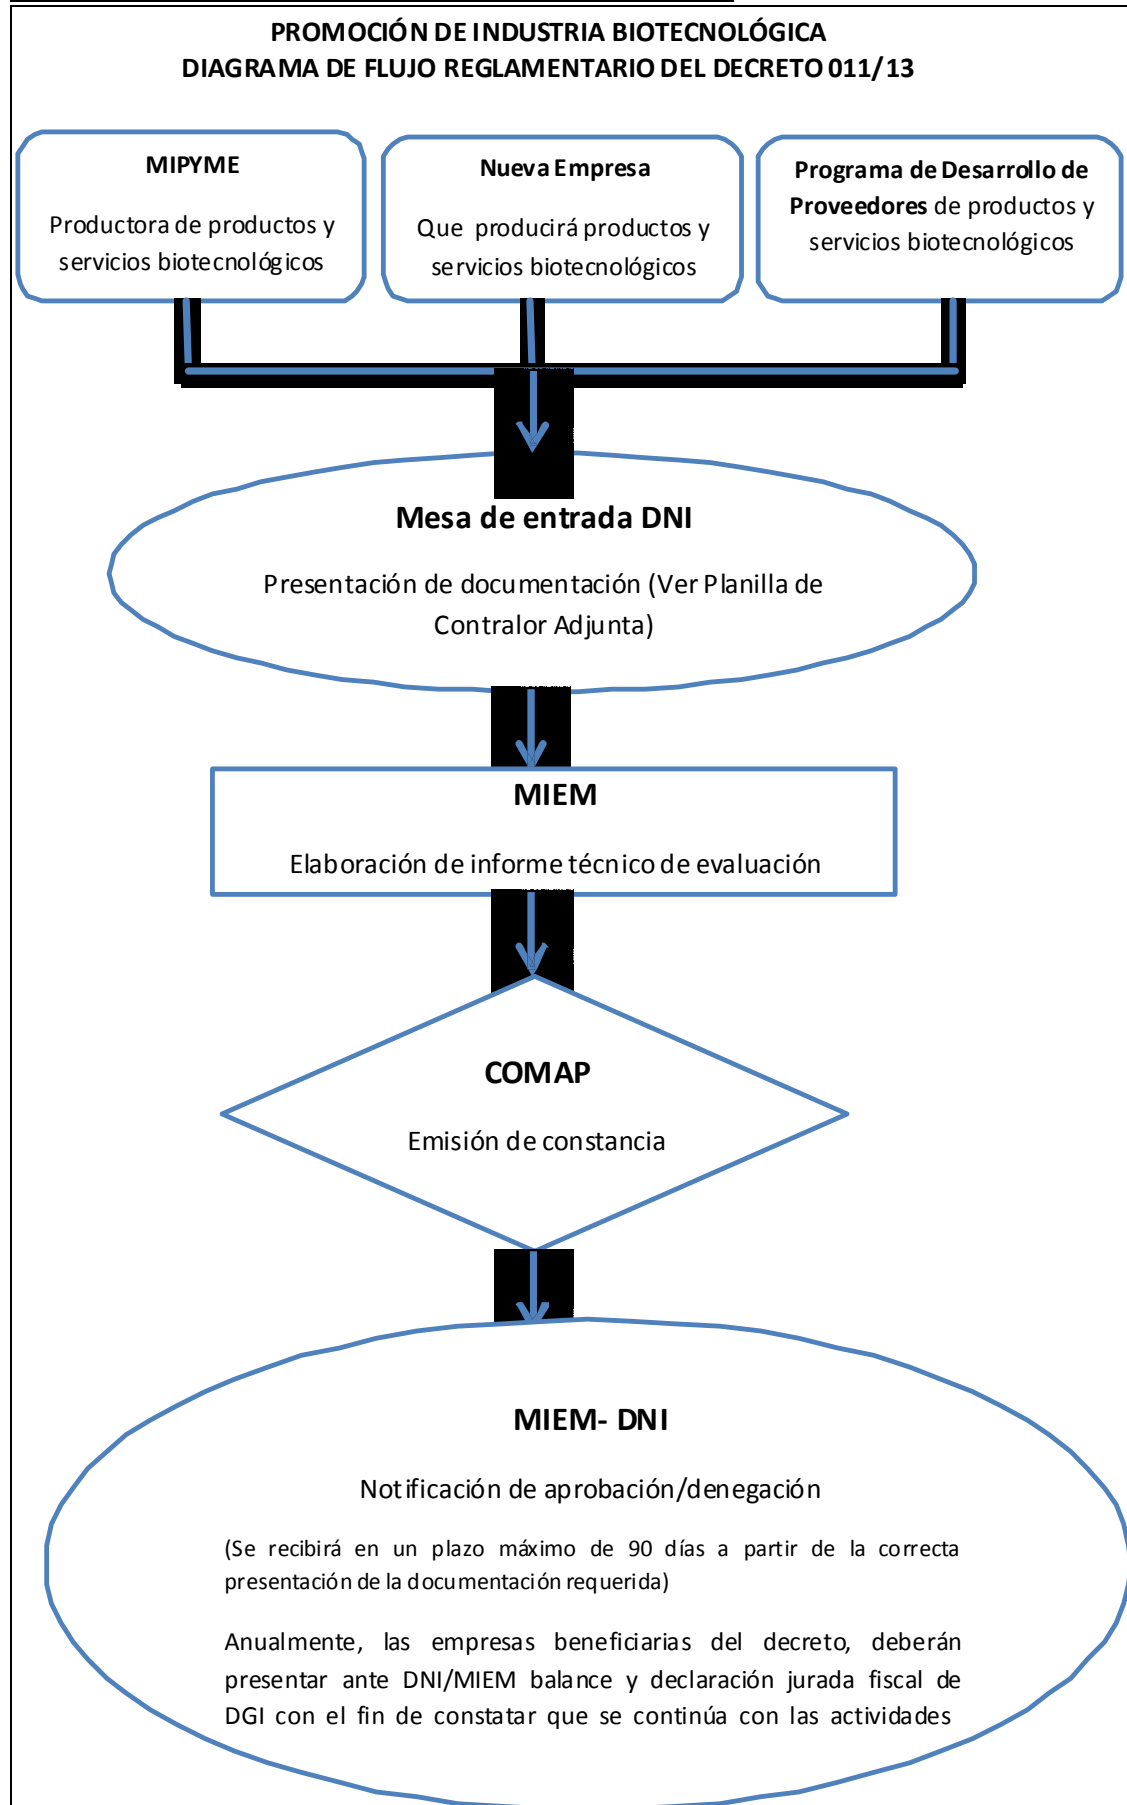 PROMOCIÓN DE INDUSTRIA BIOTECNOLÓGICA
DIAGRAMA DE FLUJO REGLAMENTARIO DEL DECRETO 011/13
MIPYME
Productora de productos y
servicios biotecnológicos
Nueva Empresa
Que producirá productos y
servicios biotecnológicos
Programa de Desarrollo de
Proveedores de productos y
servicios biotecnológicos
Mesa de entrada DNI
Presentación de documentación (Ver Planilla de
Contralor Adjunta)
MIEM
Elaboración de informe técnico de evaluación
COMAP
Emisión de constancia
MIEM- DNI
Notificación de aprobación/denegación
(Se recibirá en un plazo máximo de 90 días a partir de la correcta
presentación de la documentación requerida)
Anualmente, las empresas beneficiarias del decreto, deberán
presentar ante DNI/MIEM balance y declaración jurada fiscal de
DGI con el fin de constatar que se continúa con las actividades